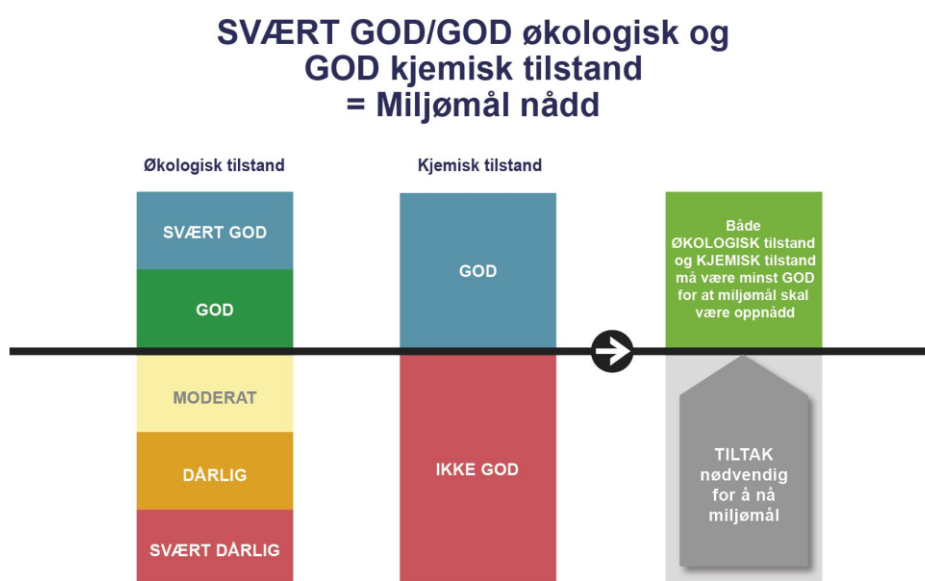 SVÆRT GOD/GOD økologisk og
GOD kjemisk tilstand
= Miljømål nådd
Økologisk tilstand
SVÆRT GOD
GOD
MODERAT
DÅRLIG
SVÆRT DÅRLIG
Kjemisk tilstand
GOD
IKKE GOD
Både
ØKOLOGISK tilstand
og KJEMISK tilstand
må være minst GOD
for at miljømål skal
være oppnådd
TILTAK
nødvendig
for å nå
miljømål